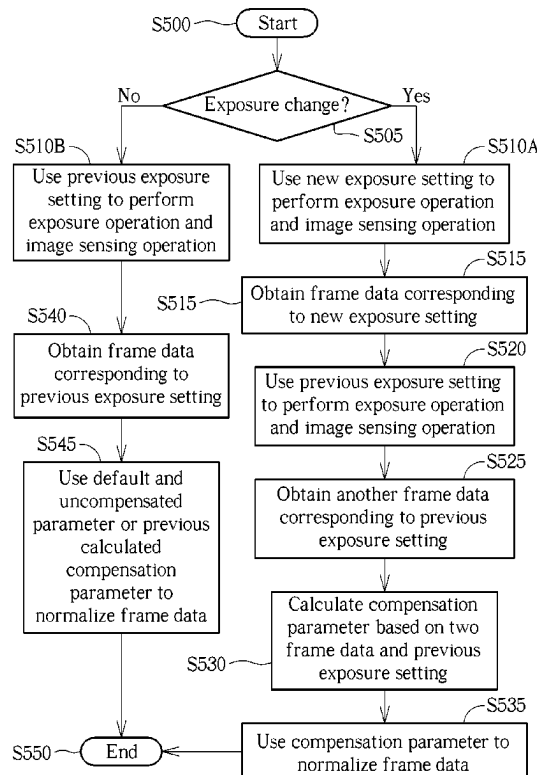 S500
Start
No
Exposure change?
Yes
S505
S510B
Use previous exposure
setting to perform
exposure operation and
image sensing operation
S510A
Use new exposure setting to
perform exposure operation
and image sensing operation
S515
S515
Obtain frame data corresponding
to new exposure setting
S540
Obtain frame data
corresponding to
previous exposure setting
S520
Use previous exposure setting
to perform exposure operation
and image sensing operation
S545
Use default and
uncompensated
parameter or previous
calculated
compensation
parameter to
normalize frame data
S525
Obtain another frame data
corresponding to previous
exposure setting
Calculate compensation
parameter based on two
frame data and previous
exposure setting
S530
S535
Use compensation parameter to
normalize frame data
S550
End